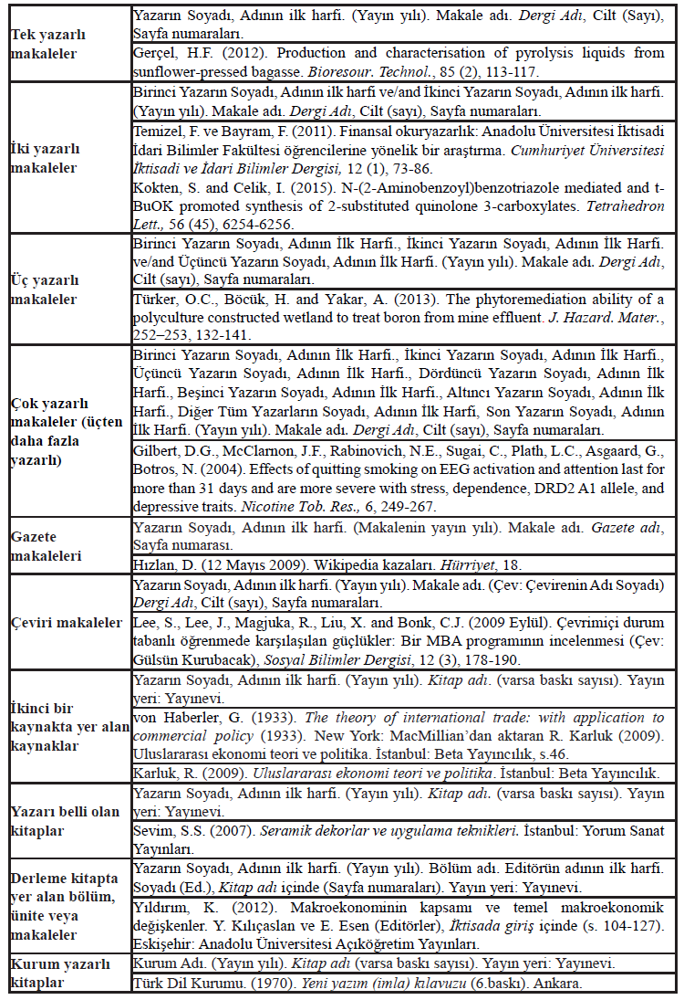 Tek yazarlı
makaleler
Yazarın Soyadı, Adının ilk harfi. (Yayın yılı). Makale adı. Dergi Adı, Cilt (Sayı),
Sayfa numaraları.
Gerçel, H.F. (2012). Production and characterisation of pyrolysis liquids from
sunflower-pressed bagasse. Bioresour. Technol., 85 (2), 113-117.
İki yazarlı
makaleler
Birinci Yazarın Soyadı, Adının ilk harfi ve/and İkinci Yazarın Soyadı, Adının ilk harfi.
(Yayın yılı). Makale adı. Dergi Adı, Cilt (sayı), Sayfa numaraları.
Temizel, F. ve Bayram, F. (2011). Finansal okuryazarlık: Anadolu Üniversitesi İktisadi
İdari Bilimler Fakültesi öğrencilerine yönelik bir araştırma. Cumhuriyet Üniversitesi
İktisadi ve İdari Bilimler Dergisi, 12 (1), 73-86.
Kokten, S. and Celik, I. (2015). N-(2-Aminobenzoyl)benzotriazole mediated and t-
BuOK promoted synthesis of 2-substituted quinolone 3-carboxylates. Tetrahedron
Lett., 56 (45), 6254-6256.
Üç yazarlı
makaleler
Birinci Yazarın Soyadı, Adının İlk Harfi., İkinci Yazarın Soyadı, Adının İlk Harfi.
ve/and Üçüncü Yazarın Soyadı, Adının İlk Harfi. (Yayın yılı). Makale adı. Dergi Adı,
Cilt (sayı), Sayfa numaraları.
Türker, O.C., Böcük, H. and Yakar, A. (2013). The phytoremediation ability of a
polyculture constructed wetland to treat boron from mine effluent. J. Hazard. Mater.,
252–253, 132-141.
Çok yazarlı
makaleler (üçten
daha fazla
yazarlı)
Birinci Yazarın Soyadı, Adının İlk Harfi., İkinci Yazarın Soyadı, Adının İlk Harfi.,
Üçüncü Yazarın Soyadı, Adının İlk Harfi., Dördüncü Yazarın Soyadı, Adının İlk
Harfi., Beşinci Yazarın Soyadı, Adının İlk Harfi., Altıncı Yazarın Soyadı, Adının İlk
Harfi., Diğer Tüm Yazarların Soyadı, Adının İlk Harfi, Son Yazarın Soyadı, Adının
İlk Harfi. (Yayın yılı). Makale adı. Dergi Adı, Cilt (sayı), Sayfa numaraları.
Gilbert, D.G., McClarnon, J.F., Rabinovich, N.E., Sugai, C., Plath, L.C., Asgaard, G.,
Botros, N. (2004). Effects of quitting smoking on EEG activation and attention last for
more than 31 days and are more severe with stress, dependence, DRD2 A1 allele, and
depressive traits. Nicotine Tob. Res., 6, 249-267.
Gazete
makaleleri
Yazarın Soyadı, Adının ilk harfi. (Makalenin yayın yılı). Makale adı. Gazete adı,
Sayfa numarası.
Hızlan, D. (12 Mayıs 2009). Wikipedia kazaları. Hürriyet, 18.
Çeviri makaleler
Yazarın Soyadı, Adının ilk harfi. (Yayın yılı). Makale adı. (Çev: Çevirenin Adı Soyadı)
Dergi Adı, Cilt (sayı), Sayfa numaraları.
Lee, S., Lee, J., Magjuka, R., Liu, X. and Bonk, C.J. (2009 Eylül). Çevrimiçi durum
tabanlı öğrenmede karşılaşılan güçlükler: Bir MBA programının incelenmesi (Çev:
Gülsün Kurubacak), Sosyal Bilimler Dergisi, 12 (3), 178-190.
İkinci bir
kaynakta yer alan
kaynaklar
Yazarın Soyadı, Adının ilk harfi. (Yayın yılı). Kitap adı. (varsa baskı sayısı). Yayın
yeri: Yayınevi.
von Haberler, G. (1933). The theory of international trade: with application to
commercial policy (1933). New York: MacMillian’dan aktaran R. Karluk (2009).
Uluslararası ekonomi teori ve politika. İstanbul: Beta Yayıncılık, s.46.
Karluk, R. (2009). Uluslararası ekonomi teori ve politika. İstanbul: Beta Yayıncılık.
Yazarı belli olan
kitaplar
Yazarın Soyadı, Adının ilk harfi. (Yayın yılı). Kitap adı. (varsa baskı sayısı). Yayın
yeri: Yayınevi.
Sevim, S.S. (2007). Seramik dekorlar ve uygulama teknikleri. İstanbul: Yorum Sanat
Yayınları.
Derleme kitapta
yer alan bölüm,
ünite veya
makaleler
Yazarın Soyadı, Adının ilk harfi. (Yayın yılı). Bölüm adı. Editörün adının ilk harfi.
Soyadı (Ed.), Kitap adı içinde (Sayfa numaraları). Yayın yeri: Yayınevi.
Yıldırım, K. (2012). Makroekonominin kapsamı ve temel makroekonomik
değişkenler. Y. Kılıçaslan ve E. Esen (Editörler), İktisada giriş içinde (s. 104-127).
Eskişehir: Anadolu Üniversitesi Açıköğretim Yayınları.
Kurum yazarlı
kitaplar
Kurum Adı. (Yayın yılı). Kitap adı (varsa baskı sayısı). Yayın yeri: Yayınevi.
Türk Dil Kurumu. (1970). Yeni yazım (imla) kılavuzu (6.baskı). Ankara.